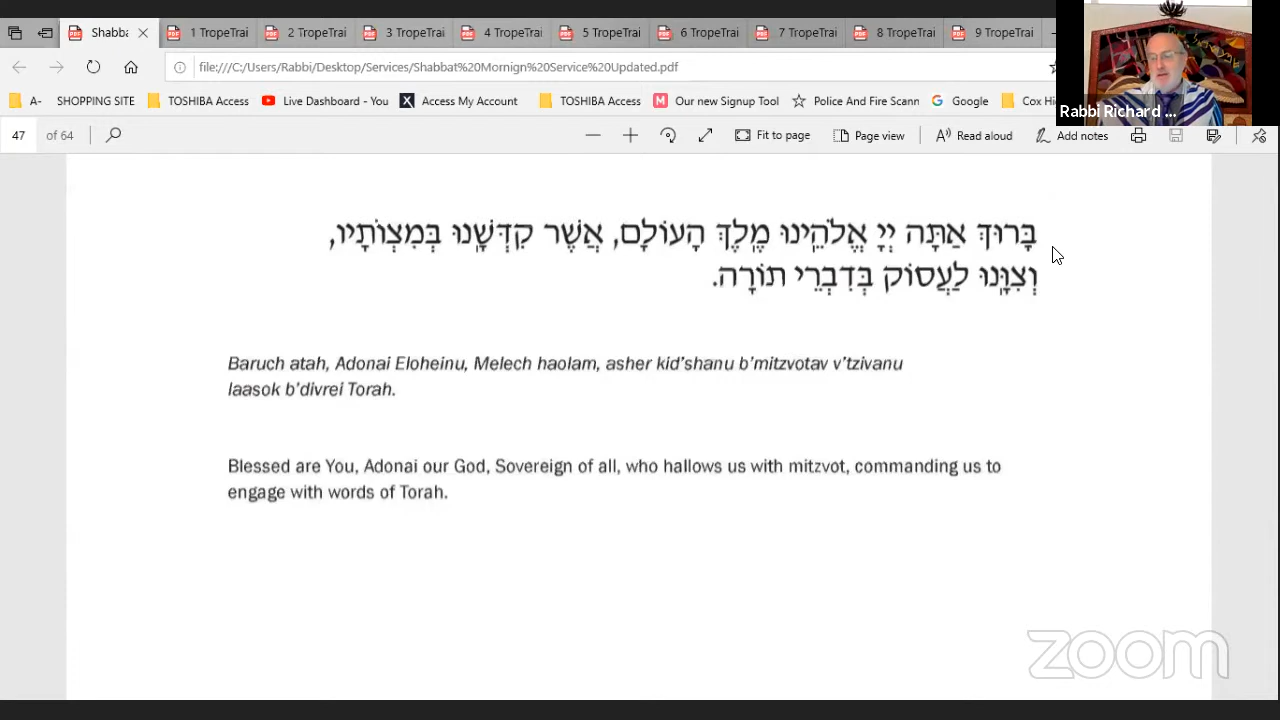 Shabba
1 TropeTrai
2 TropeTrai
3 TropeTrai
4 TropeTrai
5 TropeTrai
6 TropeTrai
7 TropeTrai
8 TropeTrai
9 TropeTrai
file:///C:/Users/Rabbi/Desktop/Services/Shabbat%20Mornign%20Service%20Updated.pdf
A-
SHOPPING SITE
TOSHIBA Access
Live Dashboard - You
Access My Account
TOSHIBA Access
Our new Signup Tool
Police And Fire Scann
Google
Cox Hi
Rabbi Richard ...
47 of 64
Fit to page
Page view
Read aloud
Add notes
בָּרוּךְ אַתָּה יְיָ אֱלֹהֵֽינוּ מֶֽלֶךְ הָעוֹלָם, אֲשֶׁר קִדְּשָֽׁנוּ בְּמִצְוֹתָיו,
וְצִוָּֽנוּ לַעֲסוֹק בְּדִבְרֵי תוֹרָה.
Baruch atah, Adonai Eloheinu, Melech haolam, asher kid’shanu b’mitzvotav v’tzivanu
laasok b’divrei Torah.
Blessed are You, Adonai our God, Sovereign of all, who hallows us with mitzvot, commanding us to
engage with words of Torah.
zoom